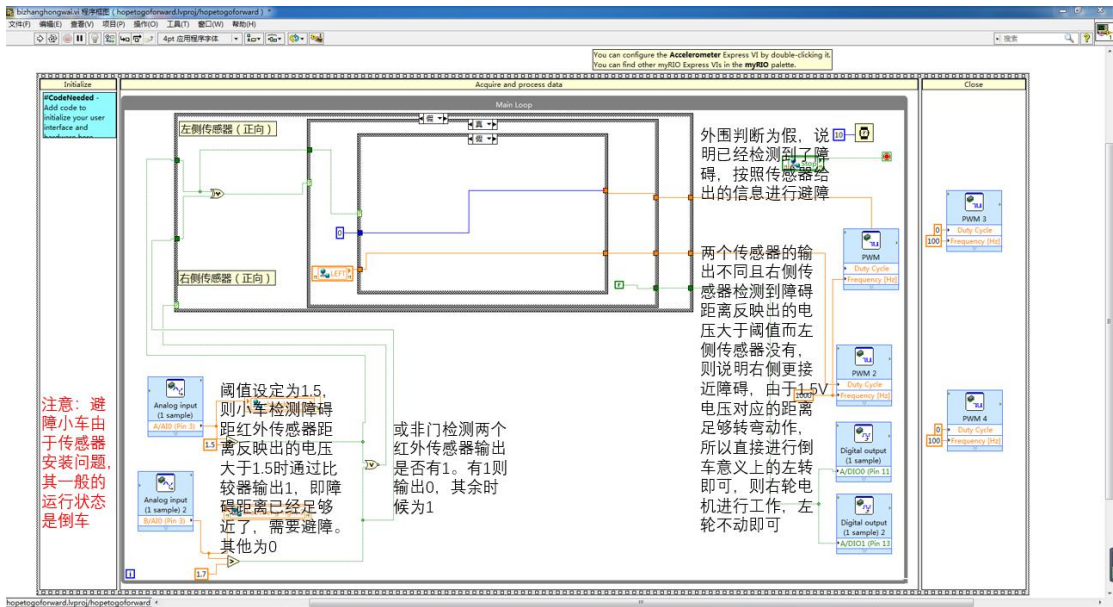 bizhanghongwai.vi 程序框图 ( hopetogoforward.lvproj/hopetogoforward ) *
文件(F) 编辑(E) 查看(V) 项目(P) 操作(O) 工具(T) 窗口(W) 帮助(H)
4pt 应用程序字体
搜索
You can configure the Accelerometer Express VI by double-clicking it.
You can find other myRIO Express VIs in the myRIO palette.
Initialize
Acquire and process data
Close
#CodeNeeded -
Add code to
initialize your user
interface and
hardware here
Main Loop
假
真
假
左侧传感器（正向）
右侧传感器（正向）
0
LEFT
F
10
Stop
外围判断为假，说
明已经检测到了障
碍，按照传感器给
出的信息进行避障
两个传感器的输
出不同且右侧传
感器检测到障碍
距离反映出的电
压大于阈值而左
侧传感器没有，
则说明右侧更接
近障碍，由于1.5V
电压对应的距离
足够转弯动作，
所以直接进行倒
车意义上的左转
即可，则右轮电
机进行工作，左
轮不动即可
PWM
Duty Cycle
Frequency [Hz]
PWM 2
Duty Cycle
Frequency [Hz]
1000
Digital output
(1 sample)
A/DIO0 (Pin 11
Digital output
(1 sample) 2
A/DIO1 (Pin 13
PWM 3
0
Duty Cycle
100
Frequency [Hz]
PWM 4
0
Duty Cycle
100
Frequency [Hz]
注意：避
障小车由
于传感器
安装问题,
其一般的
运行状态
是倒车
Analog input
(1 sample)
A/AI0 (Pin 3)
1.5
Analog input
(1 sample) 2
B/AI0 (Pin 3)
1.7
阈值设定为1.5,
则小车检测障碍
距红外传感器距
离反映出的电压
大于1.5时通过比
较器输出1，即障
碍距离已经足够
近了，需要避障。
其他为0
或非门检测两个
红外传感器输出
是否有1。有1则
输出0，其余时
候为1
i
hopetogoforward.lvproj/hopetogoforward